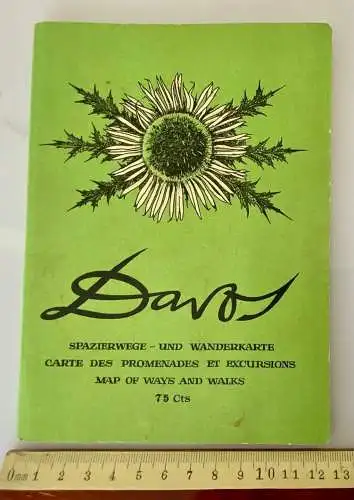 Davos
SPAZIERWEGE - UND WANDERKARTE
CARTE DES PROMENADES ET EXCURSIONS
MAP OF WAYS AND WALKS
75 Cts
0mm 1 2 3 4 5 6 7 8 9 10 11 12 13